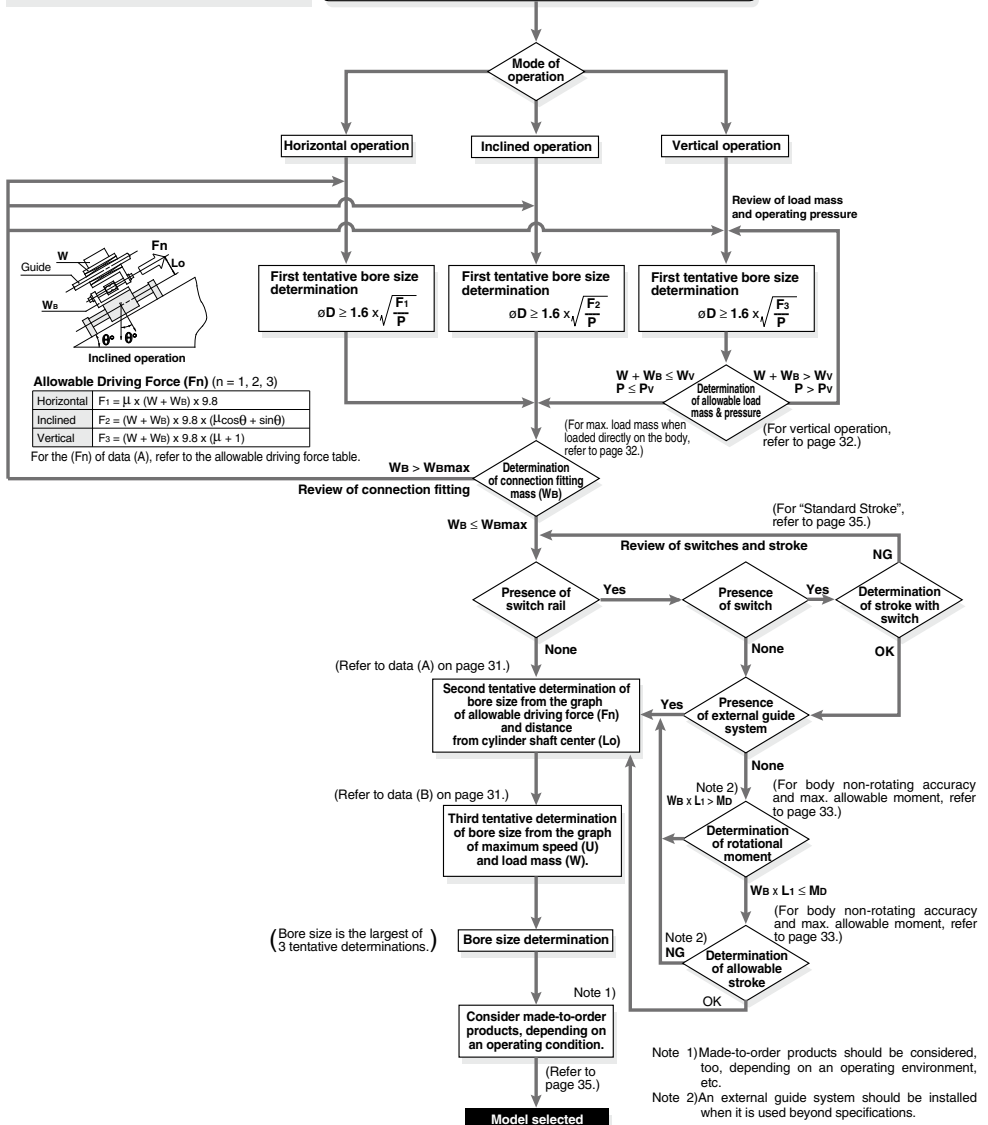 Mode of
operation
Horizontal operation
Inclined operation
Vertical operation
Review of load mass
and operating pressure
W
Guide
WB
Fn
Lo
θ° θ°
Inclined operation
First tentative bore size
determination
øD ≥ 1.6 x√F1/P
First tentative bore size
determination
øD ≥ 1.6 x√F2/P
First tentative bore size
determination
øD ≥ 1.6 x√F3/P
Allowable Driving Force (Fn) (n = 1, 2, 3)
Horizontal F1 = μ x (W + WB) x 9.8
Inclined F2 = (W + WB) x 9.8 x (μcosθ + sinθ)
Vertical F3 = (W + WB) x 9.8 x (μ + 1)
For the (Fn) of data (A), refer to the allowable driving force table.
W + WB ≤ WV
P ≤ PV
Determination
of allowable load
mass & pressure
W + WB > WV
P > PV
(For max. load mass when
loaded directly on the body,
refer to page 32.)
(For vertical operation,
refer to page 32.)
WB > WBmax
Review of connection fitting
Determination
of connection fitting
mass (WB)
WB ≤ WBmax
(For “Standard Stroke”,
refer to page 35.)
Review of switches and stroke
NG
Presence of
switch rail
Yes
Presence
of switch
Yes
Determination
of stroke with
switch
None
None
OK
(Refer to data (A) on page 31.)
Second tentative determination of
bore size from the graph
of allowable driving force (Fn)
and distance
from cylinder shaft center (Lo)
Yes
Presence
of external guide
system
None
(Refer to data (B) on page 31.)
Third tentative determination
of bore size from the graph
of maximum speed (U)
and load mass (W).
Note 2)
WB x L1 > MD
(For body non-rotating accuracy
and max. allowable moment, refer
to page 33.)
Determination
of rotational
moment
WB x L1 ≤ MD
(For body non-rotating accuracy
and max. allowable moment, refer
to page 33.)
(Bore size is the largest of
3 tentative determinations.)
Bore size determination
Note 2)
NG
Determination
of allowable
stroke
OK
Note 1)
Consider made-to-order
products, depending on
an operating condition.
(Refer to
page 35.)
Model selected
Note 1)Made-to-order products should be considered,
too, depending on an operating environment,
etc.
Note 2)An external guide system should be installed
when it is used beyond specifications.